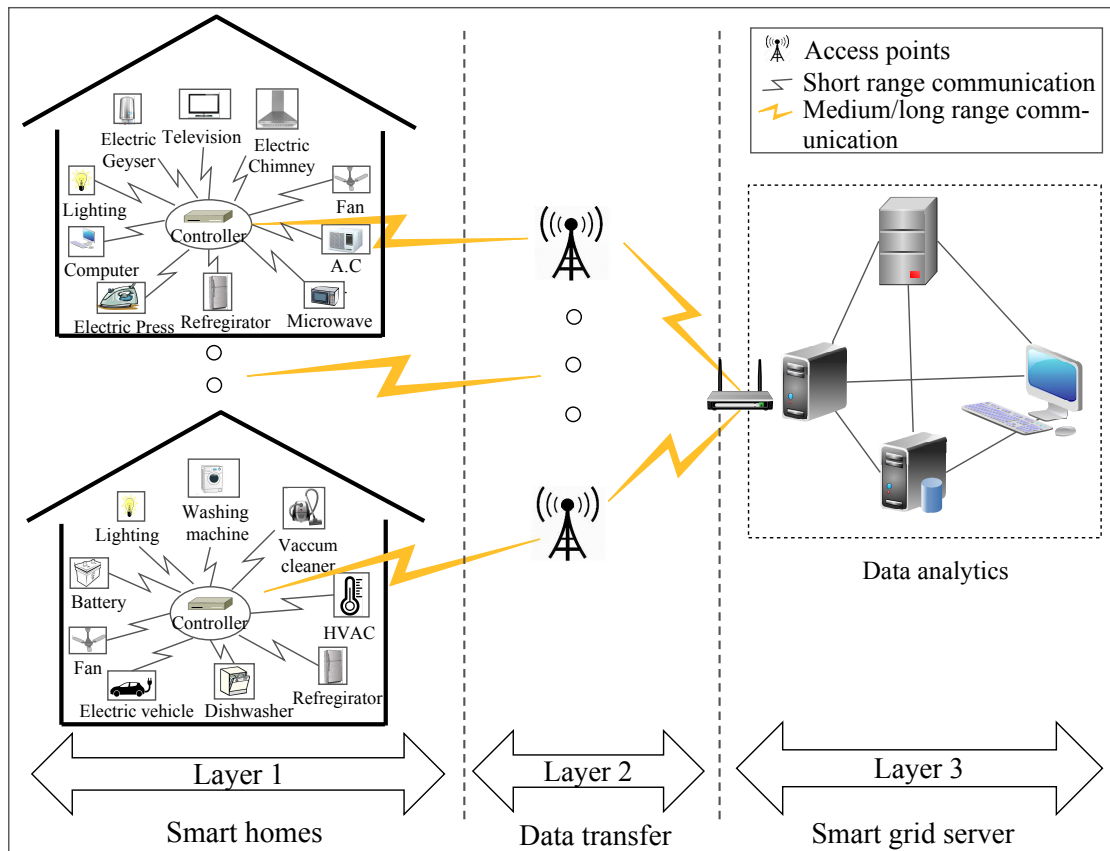 Access points
Short range communication
Medium/long range comm-
unication
Electric
Geyser
Television
Electric
Chimney
Lighting
Fan
Controller
Computer
A.C
Electric Press
Refregirator
Microwave
Lighting
Washing
machine
Vaccum
cleaner
Battery
Controller
HVAC
Fan
Refregirator
Electric vehicle
Dishwasher
Data analytics
Layer 1
Layer 2
Layer 3
Smart homes
Data transfer
Smart grid server